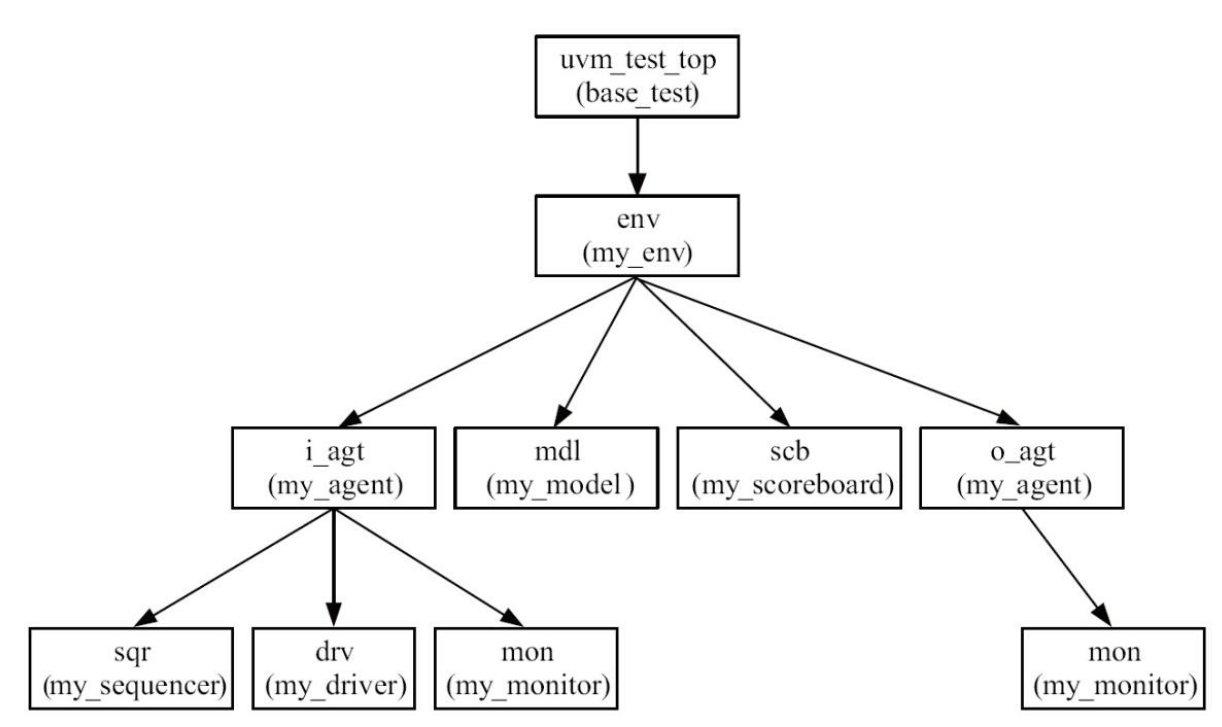 uvm_test_top
(base_test)
env
(my_env)
i_agt
(my_agent)
mdl
(my_model)
scb
(my_scoreboard)
o_agt
(my_agent)
sqr
(my_sequencer)
drv
(my_driver)
mon
(my_monitor)
mon
(my_monitor)